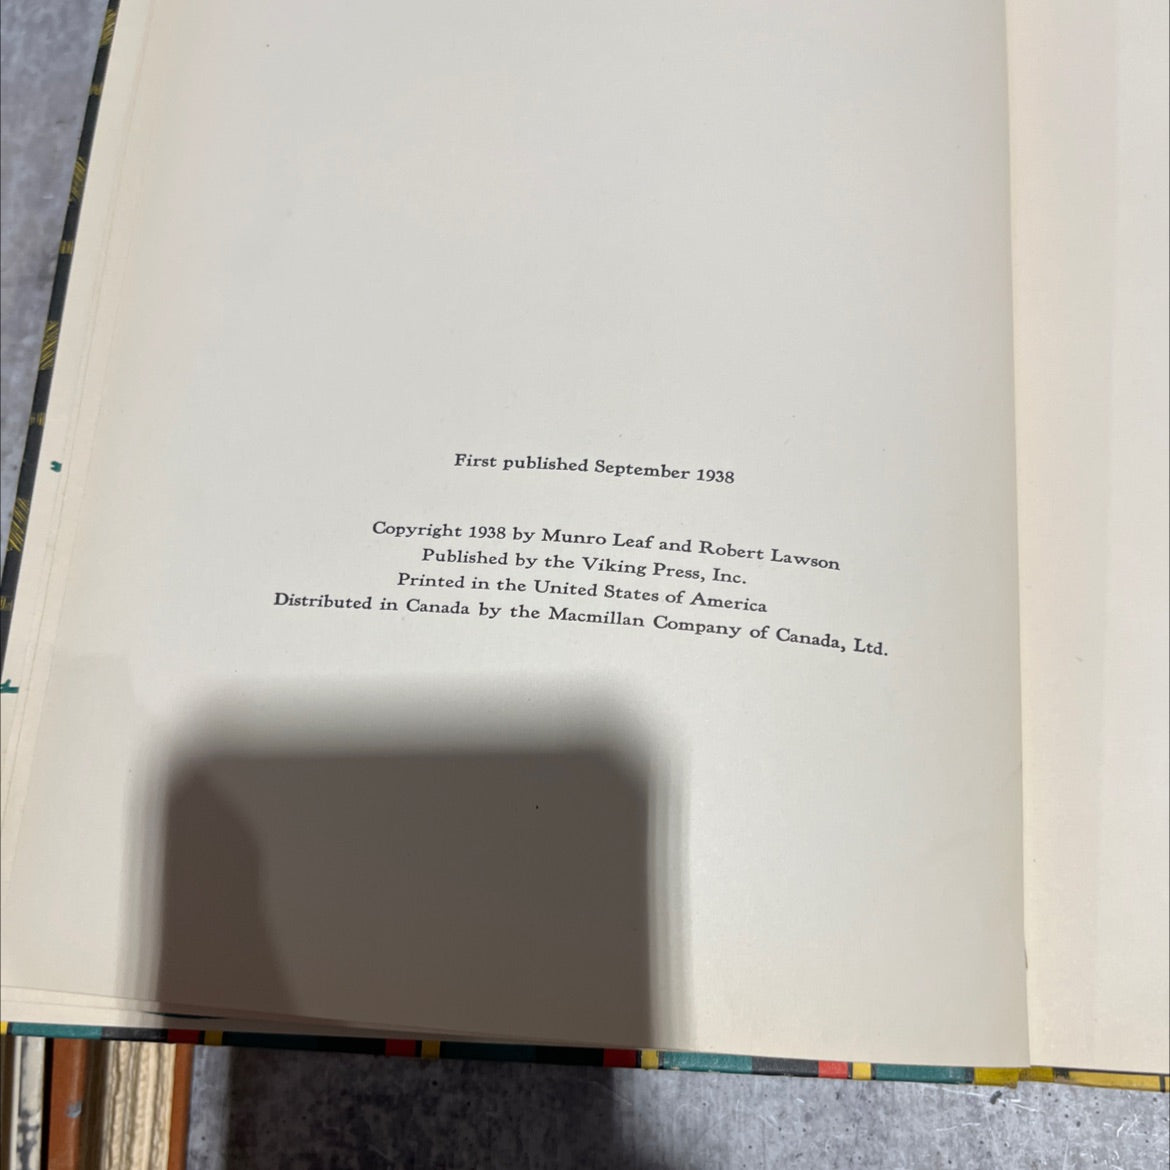 First published September 1938
Copyright 1938 by Munro Leaf and Robert Lawson
Published by the Viking Press, Inc.
Printed in the United States of America
Distributed in Canada by the Macmillan Company of Canada, Ltd.